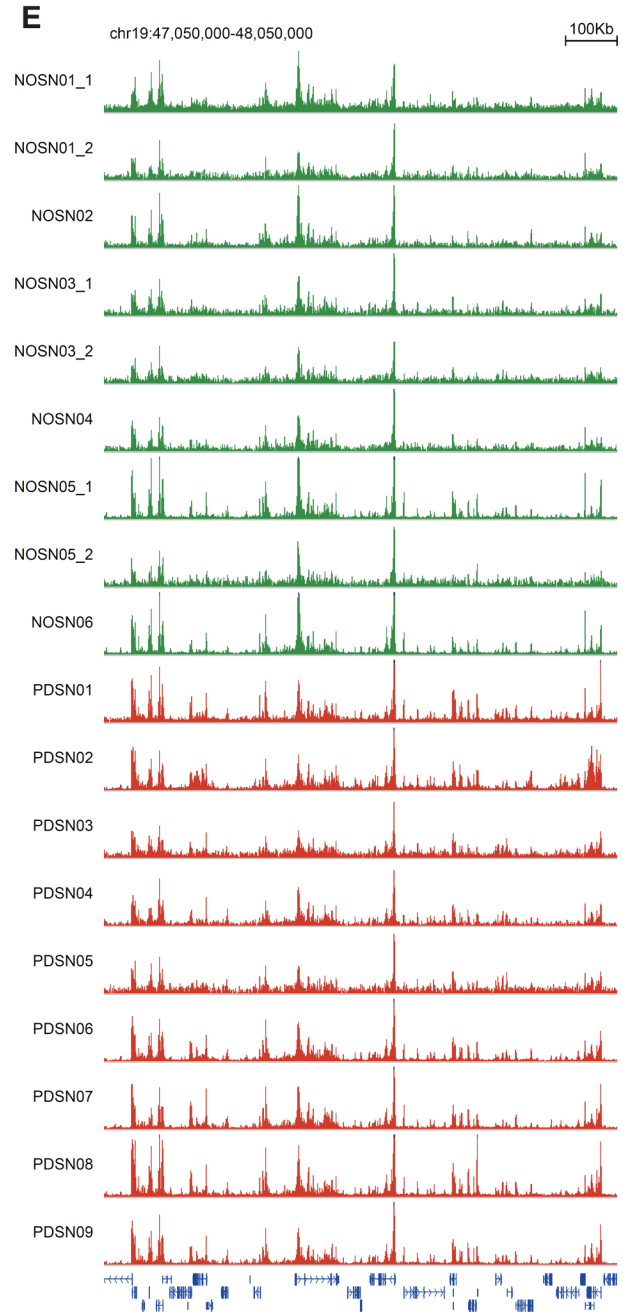 E
chr19:47,050,000-48,050,000
100Kb
NOSN01_1
NOSN01_2
NOSN02
NOSN03_1
NOSN03_2
NOSN04
NOSN05_1
NOSN05_2
NOSN06
PDSN01
PDSN02
PDSN03
PDSN04
PDSN05
PDSN06
PDSN07
PDSN08
PDSN09